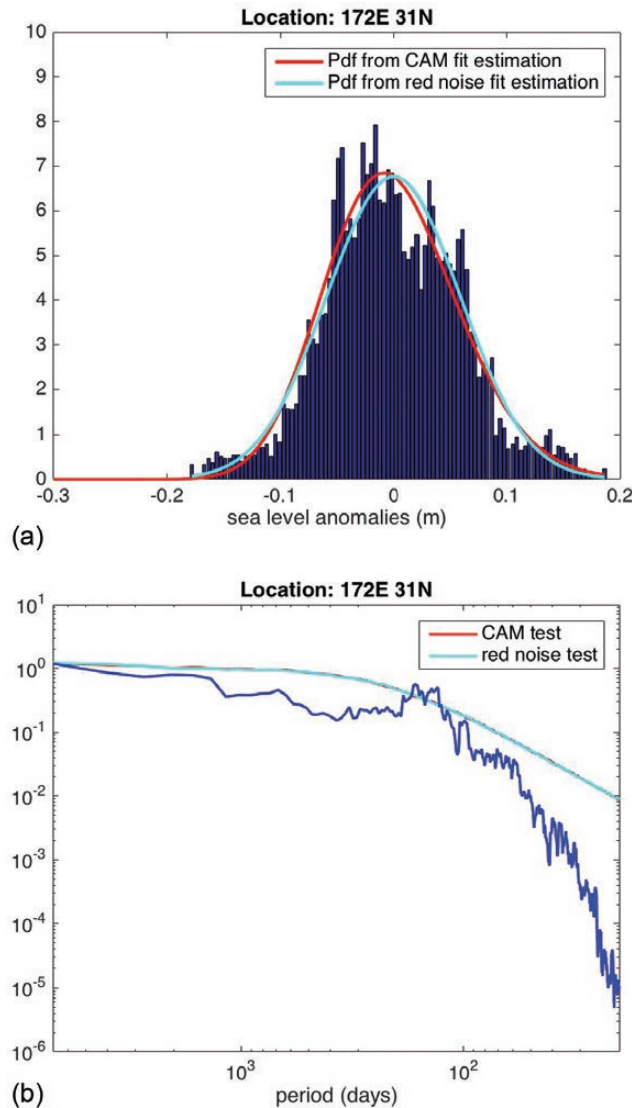 Location: 172E 31N
Pdf from CAM fit estimation
Pdf from red noise fit estimation
10
9
8
7
6
5
4
3
2
1
0
-0.3 -0.2 -0.1 0 0.1 0.2
sea level anomalies (m)
(a)
Location: 172E 31N
CAM test
red noise test
10^1
10^0
10^-1
10^-2
10^-3
10^-4
10^-5
10^-6
10^3 10^2
period (days)
(b)